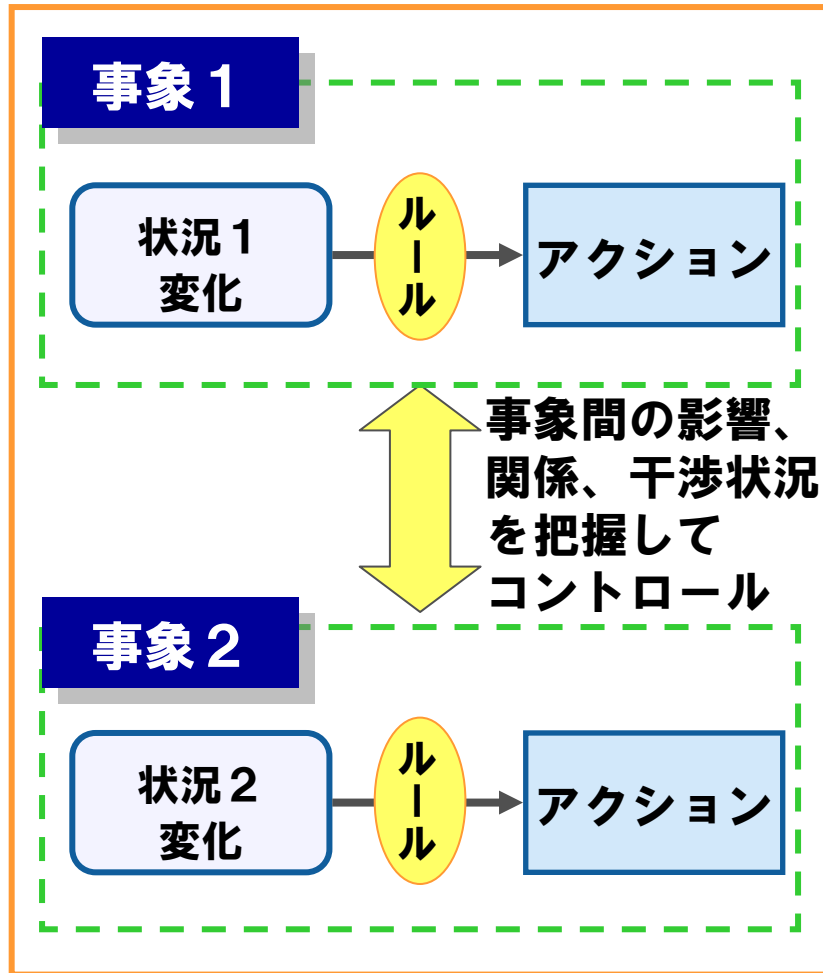 事象１
状況１
変化
ルール
アクション
事象間の影響、
関係、干渉状況
を把握して
コントロール
事象２
状況２
変化
ルール
アクション